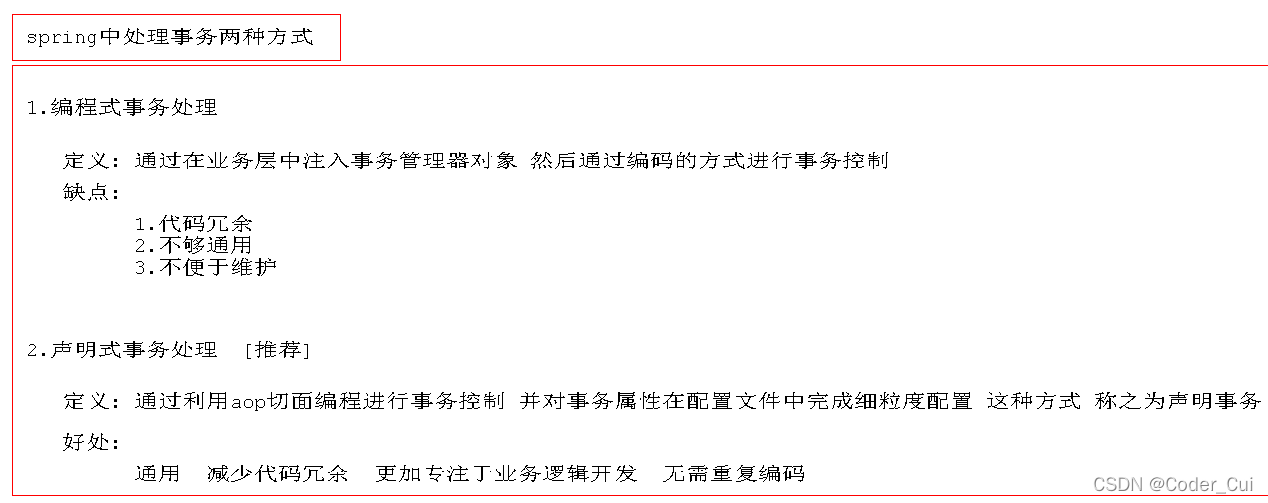 spring中处理事务两种方式
1.编程式事务处理
定义：通过在业务层中注入事务管理器对象 然后通过编码的方式进行事务控制
缺点：
1.代码冗余
2.不够通用
3.不便于维护
2.声明式事务处理 [推荐]
定义：通过利用aop切面编程进行事务控制 并对事务属性在配置文件中完成细粒度配置 这种方式 称之为声明事务
好处：
通用 减少代码冗余 更加专注于业务逻辑开发 无需重复编码
CSDN @Coder_Cui